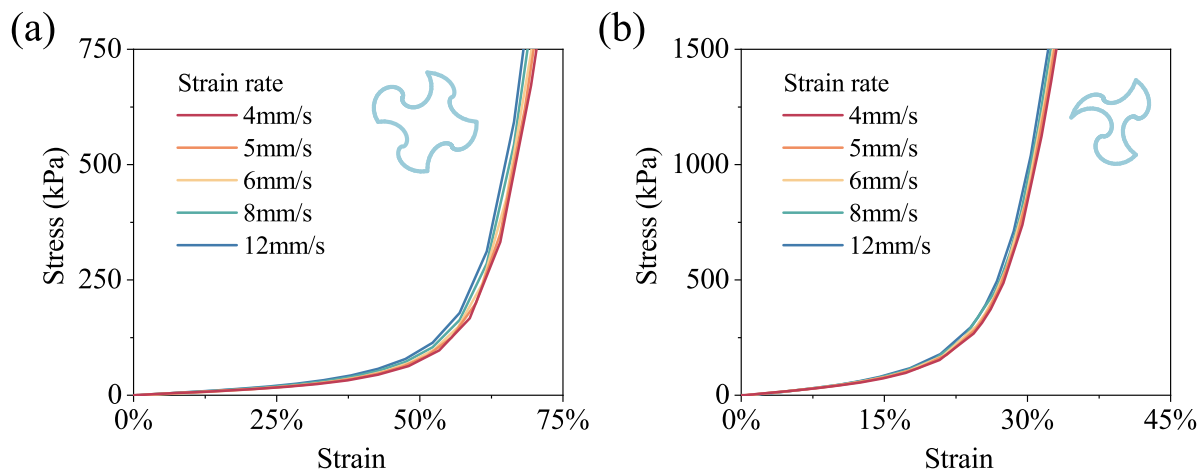 (a)
750
500
250
0
Stress (kPa)
Strain rate
4mm/s
5mm/s
6mm/s
8mm/s
12mm/s
0%
25%
50%
75%
Strain
(b)
1500
1000
500
0
Stress (kPa)
Strain rate
4mm/s
5mm/s
6mm/s
8mm/s
12mm/s
0%
15%
30%
45%
Strain